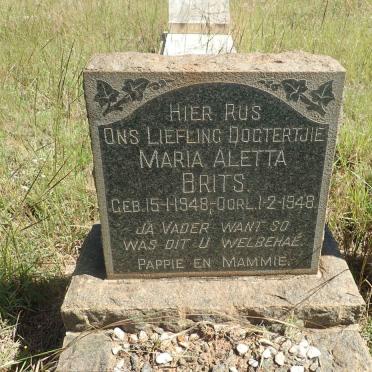 HIER RUS
ONS LIEFLING DOGTERTJIE
MARIA ALETTA
BRITS.
GEB. 15-1-1948,-OORL. 1-2-1948.
JA VADER WANT SO
WAS DIT U WELBEHAE.
PAPPIE EN MAMMIE.